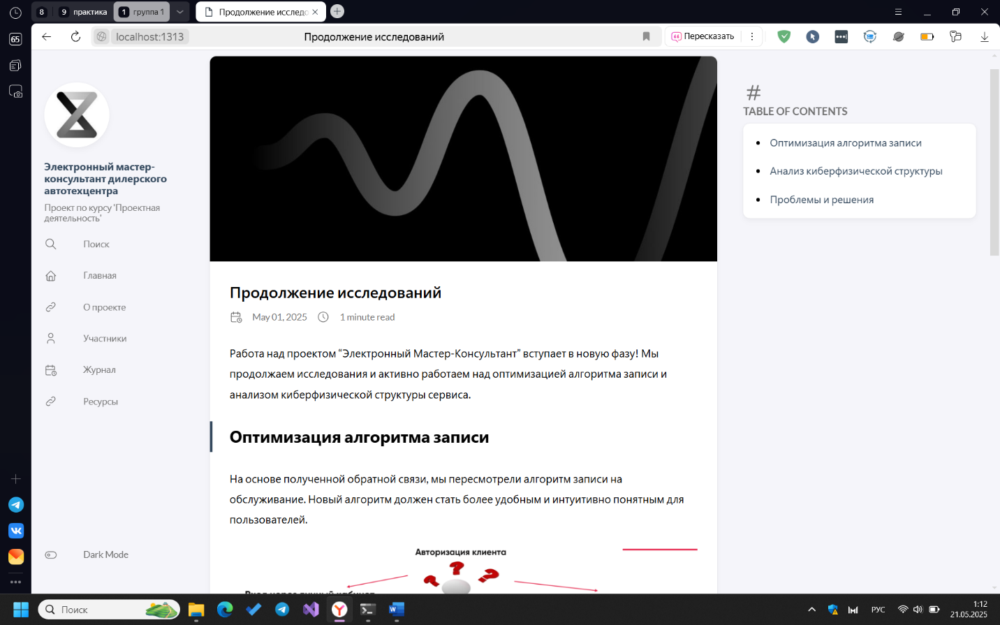 8
9 практика
1 группа 1
Продолжение исследо
65
localhost:1313
Продолжение исследований
Пересказать
Электронный мастер-
консультант дилерского
автотехцентра
Проект по курсу 'Проектная
деятельность'
Поиск
Главная
О проекте
Участники
Журнал
Ресурсы
Dark Mode
Продолжение исследований
May 01, 2025
1 minute read
Работа над проектом “Электронный Мастер-Консультант” вступает в новую фазу! Мы
продолжаем исследования и активно работаем над оптимизацией алгоритма записи и
анализом киберфизической структуры сервиса.
Оптимизация алгоритма записи
На основе полученной обратной связи, мы пересмотрели алгоритм записи на
обслуживание. Новый алгоритм должен стать более удобным и интуитивно понятным для
пользователей.
Авторизация клиента
#
TABLE OF CONTENTS
Оптимизация алгоритма записи
Анализ киберфизической структуры
Проблемы и решения
Поиск
РУС
1:12
21.05.2025